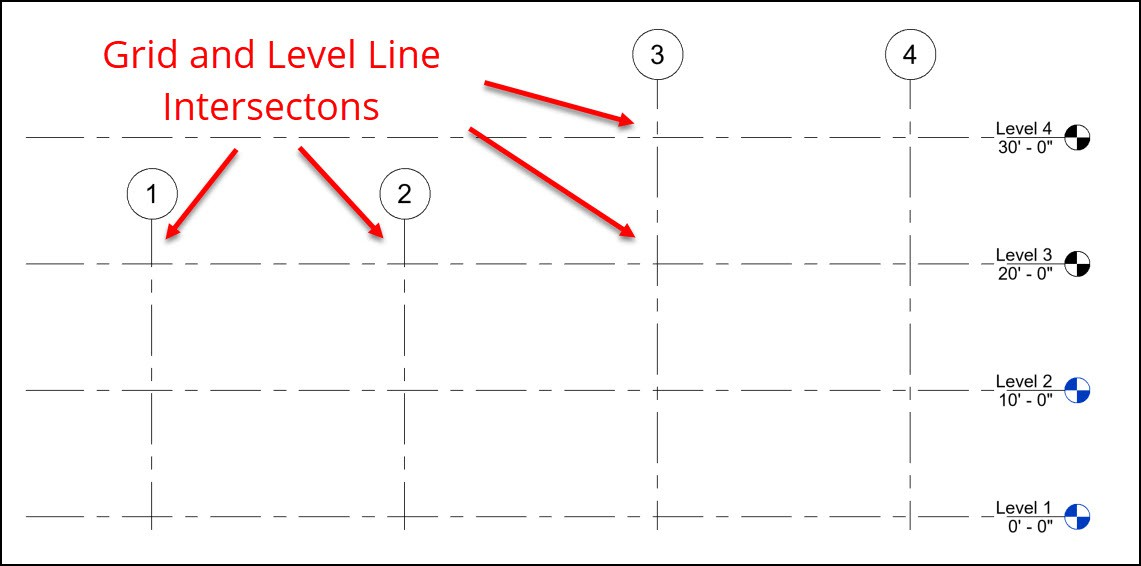 Grid and Level Line
Intersectons
3
4
Level 4
30' - 0"
1
2
Level 3
20' - 0"
Level 2
10' - 0"
Level 1
0' - 0"